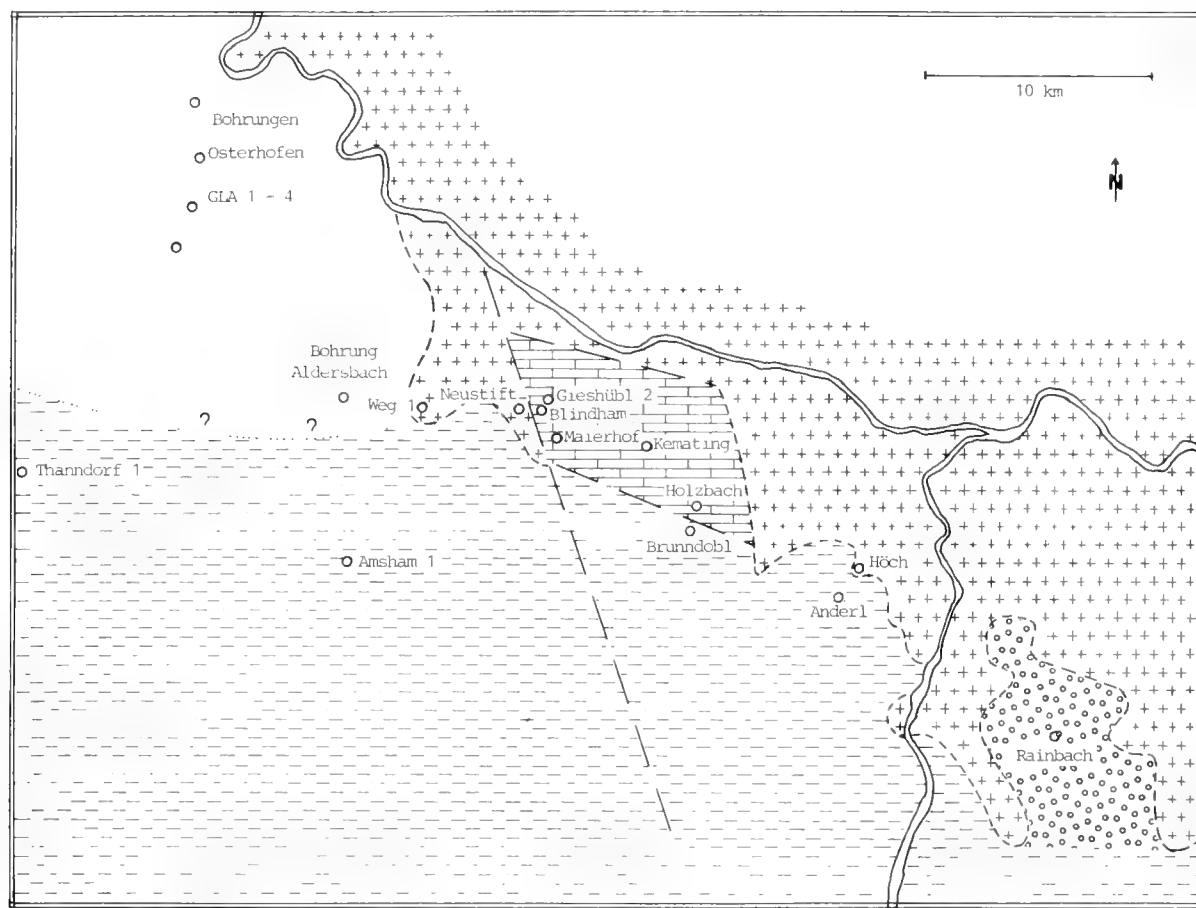 10 km
N
Bohrungen
Osterhofen
GLA 1 - 4
Bohrung
Aldersbach
Weg 1
Neustift
Gieshübl 2
Blindham
?
?
Maierhof
Kemating
Thanndorf 1
Holzbach
Brunndobl
Amsham 1
Höch
Anderl
Rainbach